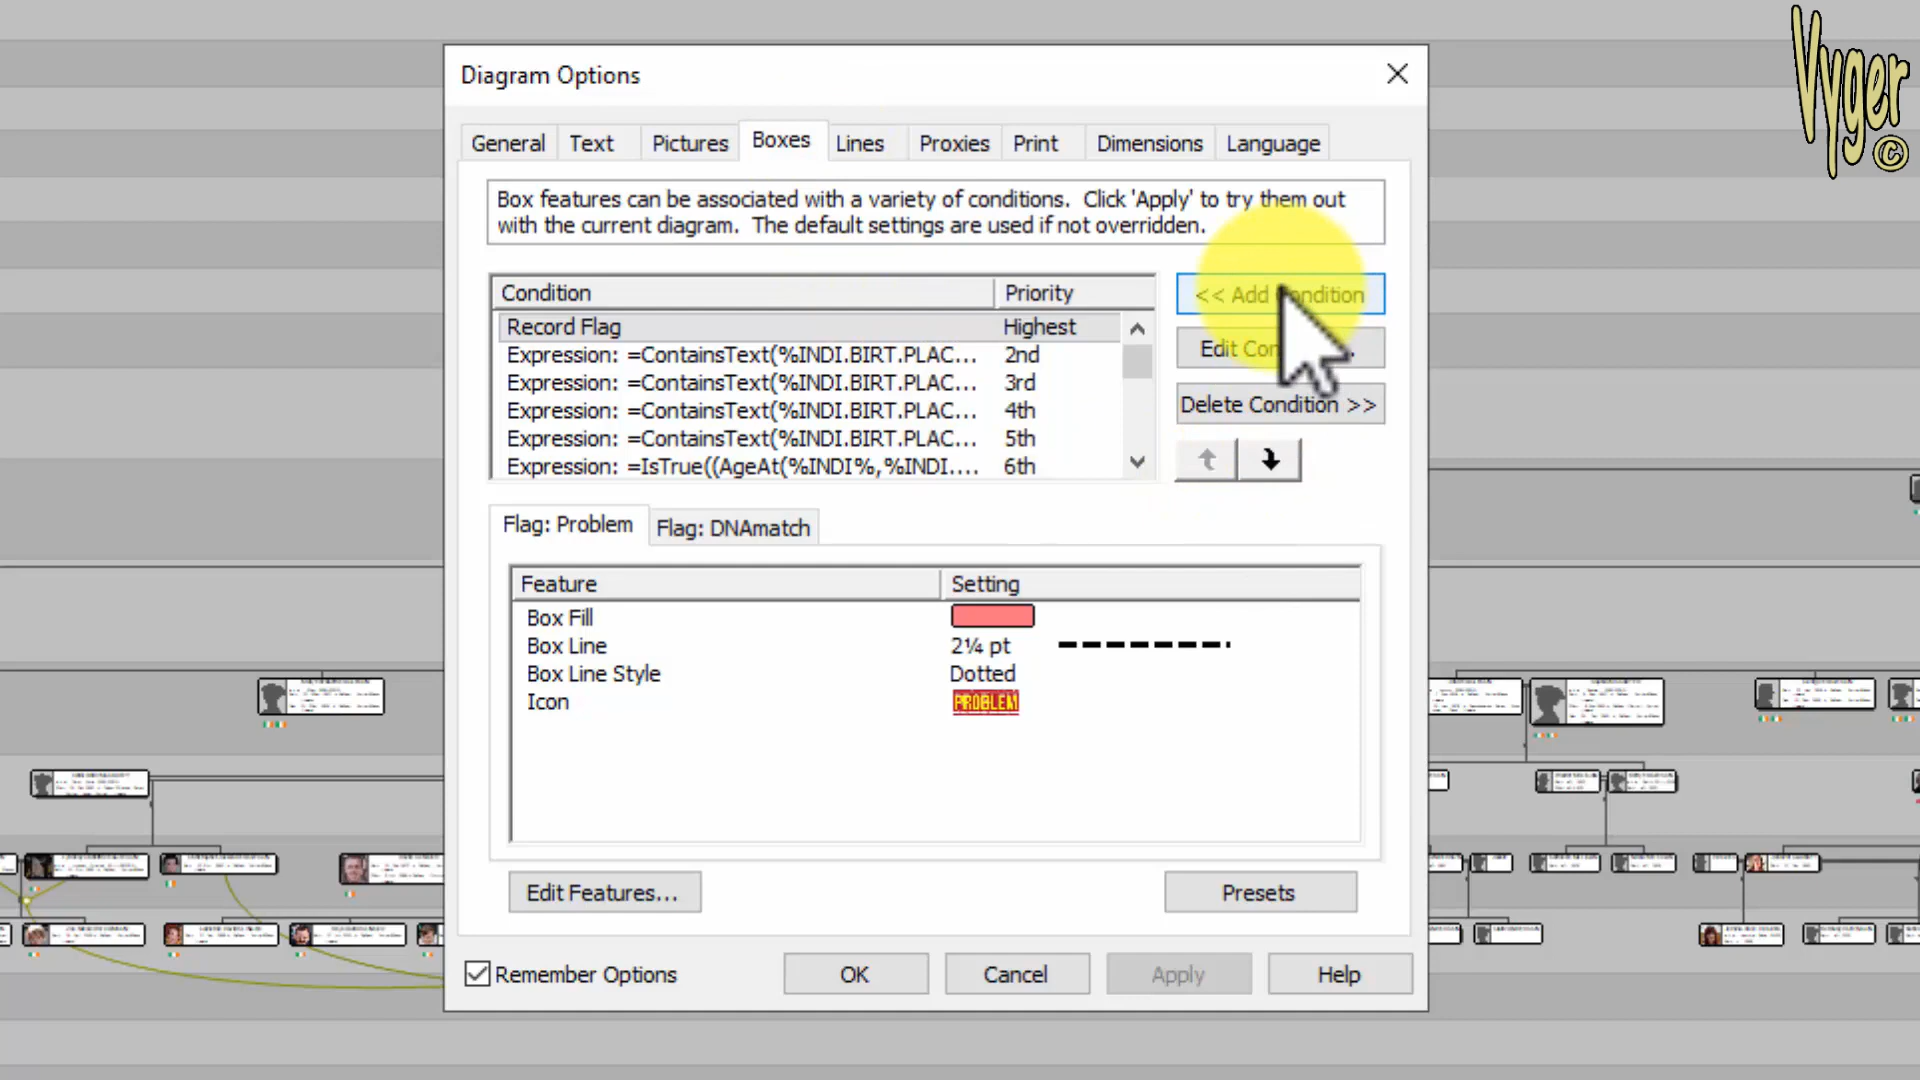 Vyger ©
Diagram Options
General Text Pictures Boxes Lines Proxies Print Dimensions Language
Box features can be associated with a variety of conditions. Click 'Apply' to try them out
with the current diagram. The default settings are used if not overridden.
Condition Priority
Record Flag Highest
Expression: =ContainsText(%INDI.BIRT.PLAC... 2nd
Expression: =ContainsText(%INDI.BIRT.PLAC... 3rd
Expression: =ContainsText(%INDI.BIRT.PLAC... 4th
Expression: =ContainsText(%INDI.BIRT.PLAC... 5th
Expression: =IsTrue((AgeAt(%INDI%,%INDI.... 6th
<< Add Condition
Edit
Delete Condition >>
Flag: Problem Flag: DNAmatch
Feature Setting
Box Fill
Box Line 2¼ pt
Box Line Style Dotted
Icon PROBLEM
Edit Features... Presets
Remember Options OK Cancel Apply Help